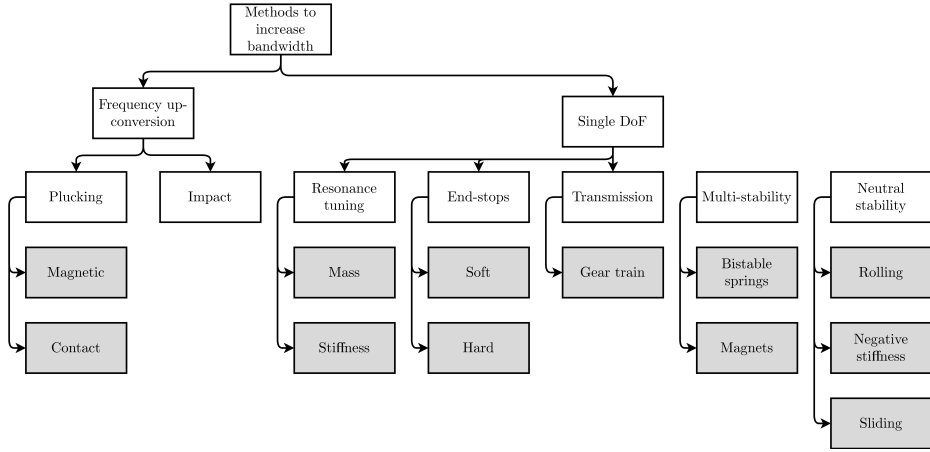 Methods to
increase
bandwidth
Frequency up-
conversion
Single DoF
Plucking
Impact
Resonance
tuning
End-stops
Transmission
Multi-stability
Neutral
stability
Magnetic
Mass
Soft
Gear train
Bistable
springs
Rolling
Contact
Stiffness
Hard
Magnets
Negative
stiffness
Sliding